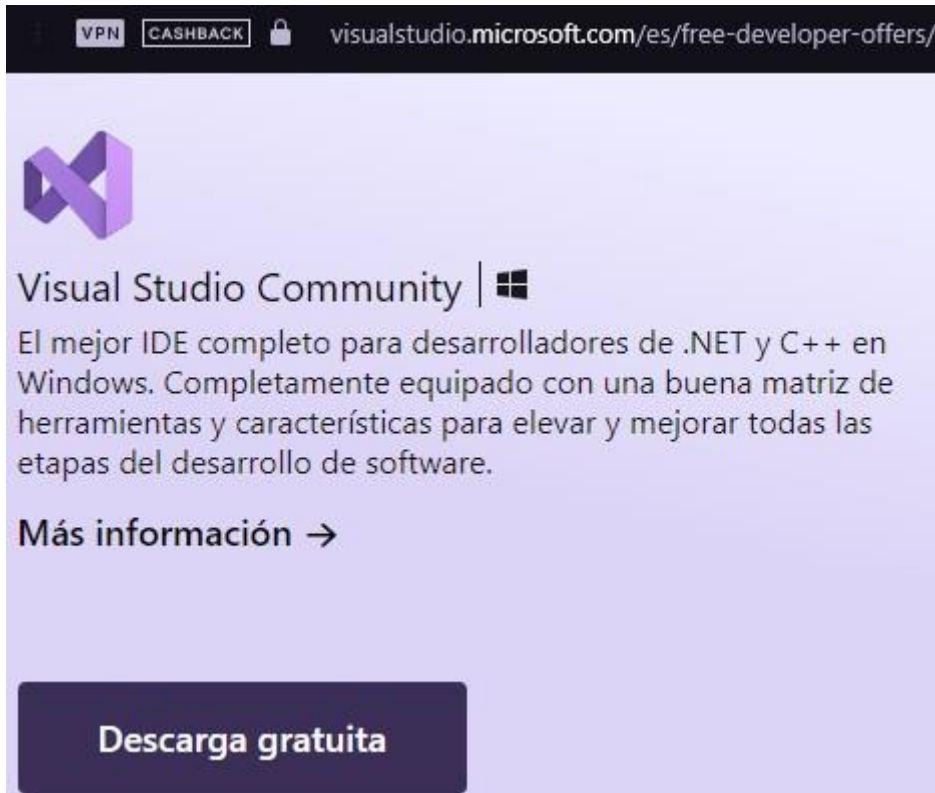 VPN CASHBACK visualstudio.microsoft.com/es/free-developer-offers/
Visual Studio Community
El mejor IDE completo para desarrolladores de .NET y C++ en
Windows. Completamente equipado con una buena matriz de
herramientas y características para elevar y mejorar todas las
etapas del desarrollo de software.
Más información →
Descarga gratuita